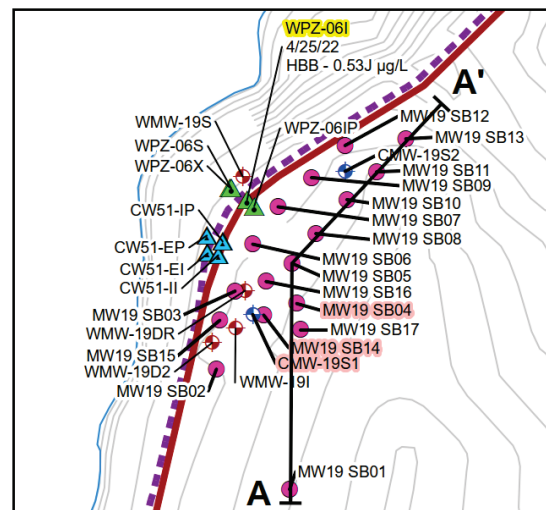 WPZ-06I
4/25/22
HBB - 0.53J µg/L
A'
WMW-19S
WPZ-06IP
MW19 SB12
MW19 SB13
WPZ-06S
CMW-19S2
WPZ-06X
MW19 SB11
MW19 SB09
CW51-IP
MW19 SB10
MW19 SB07
MW19 SB08
CW51-EP
MW19 SB06
CW51-EI
MW19 SB05
CW51-II
MW19 SB16
MW19 SB04
MW19 SB03
MW19 SB17
WMW-19DR
MW19 SB14
MW19 SB15
CMW-19S1
WMW-19D2
WMW-19I
MW19 SB02
MW19 SB01
A